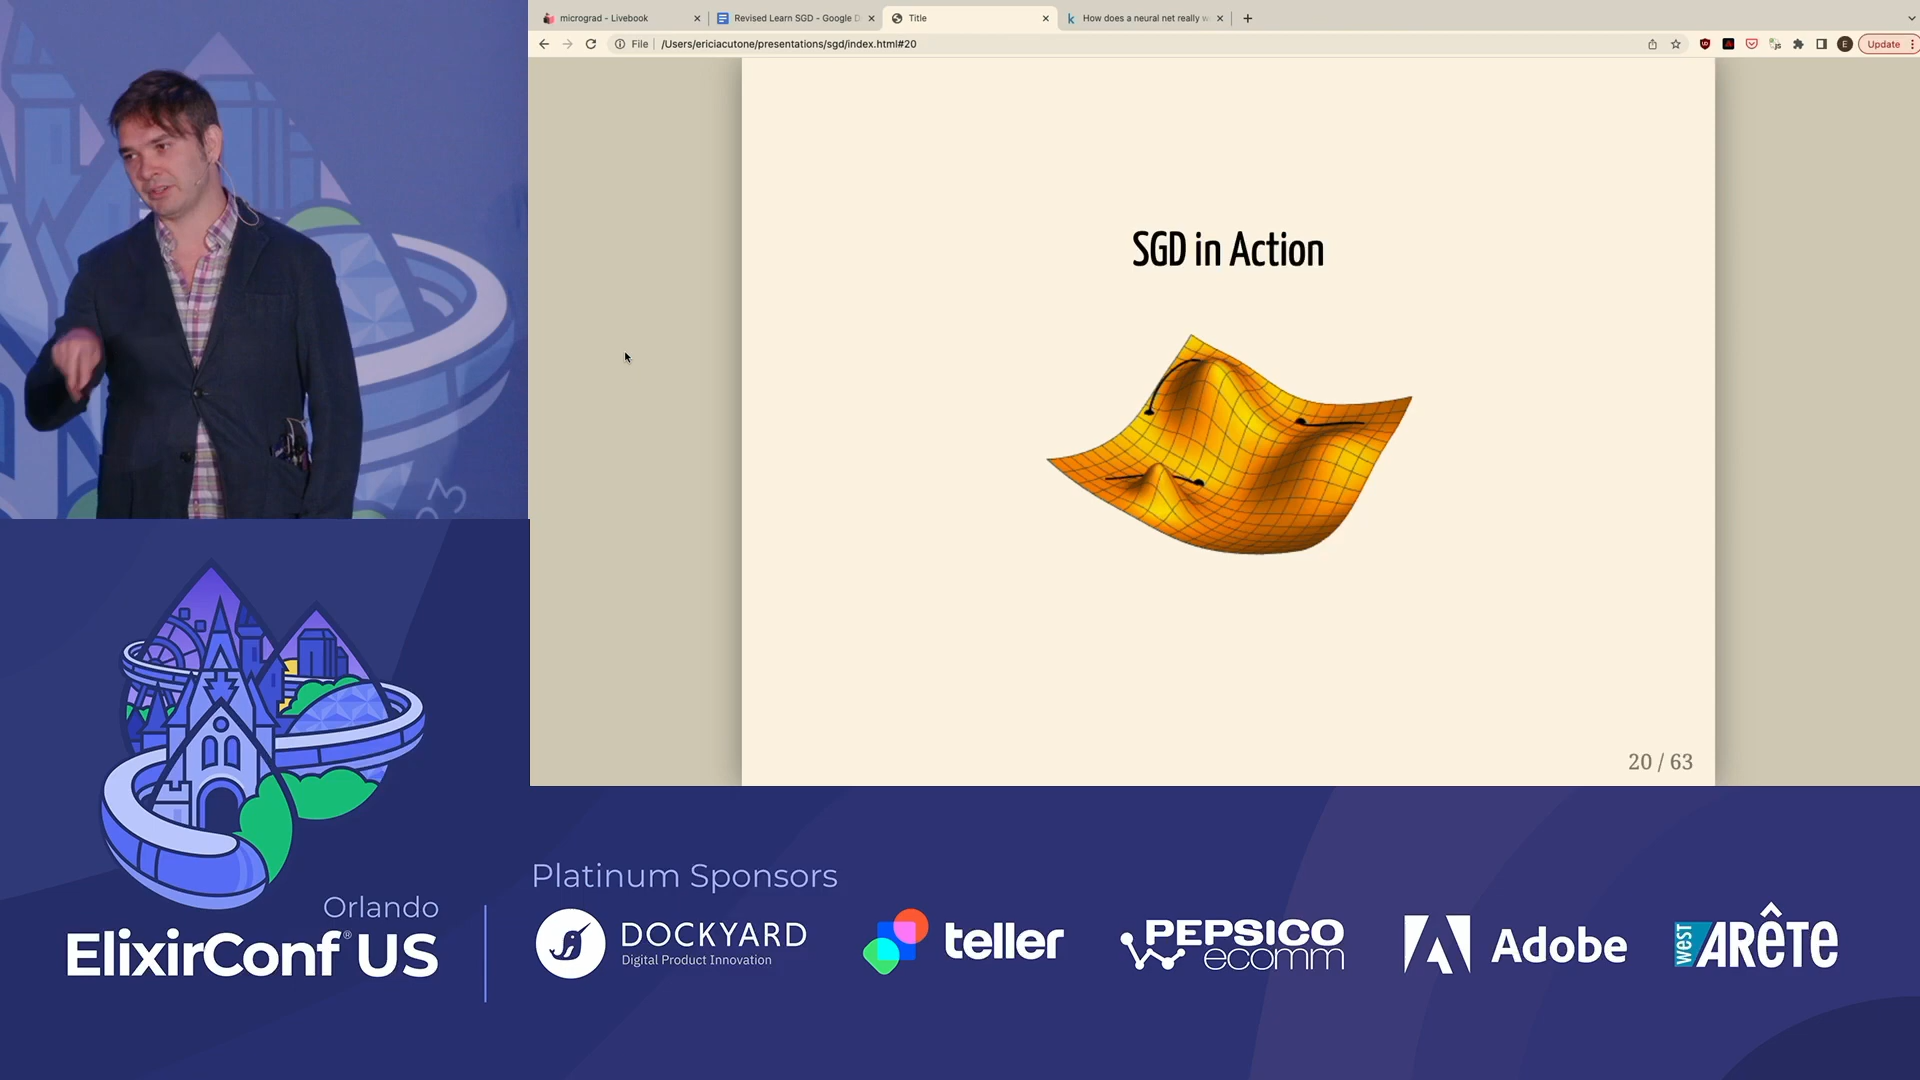 micrograd - Livebook
Revised Learn SGD - Google D
Title
How does a neural net really w
File
/Users/ericiacutone/presentations/sgd/index.html#20
E
Update
SGD in Action
20 / 63
Platinum Sponsors
Orlando
ElixirConf® US
DOCKYARD
Digital Product Innovation
teller
PEPSICO
ecomm
Adobe
west
ARÊTE